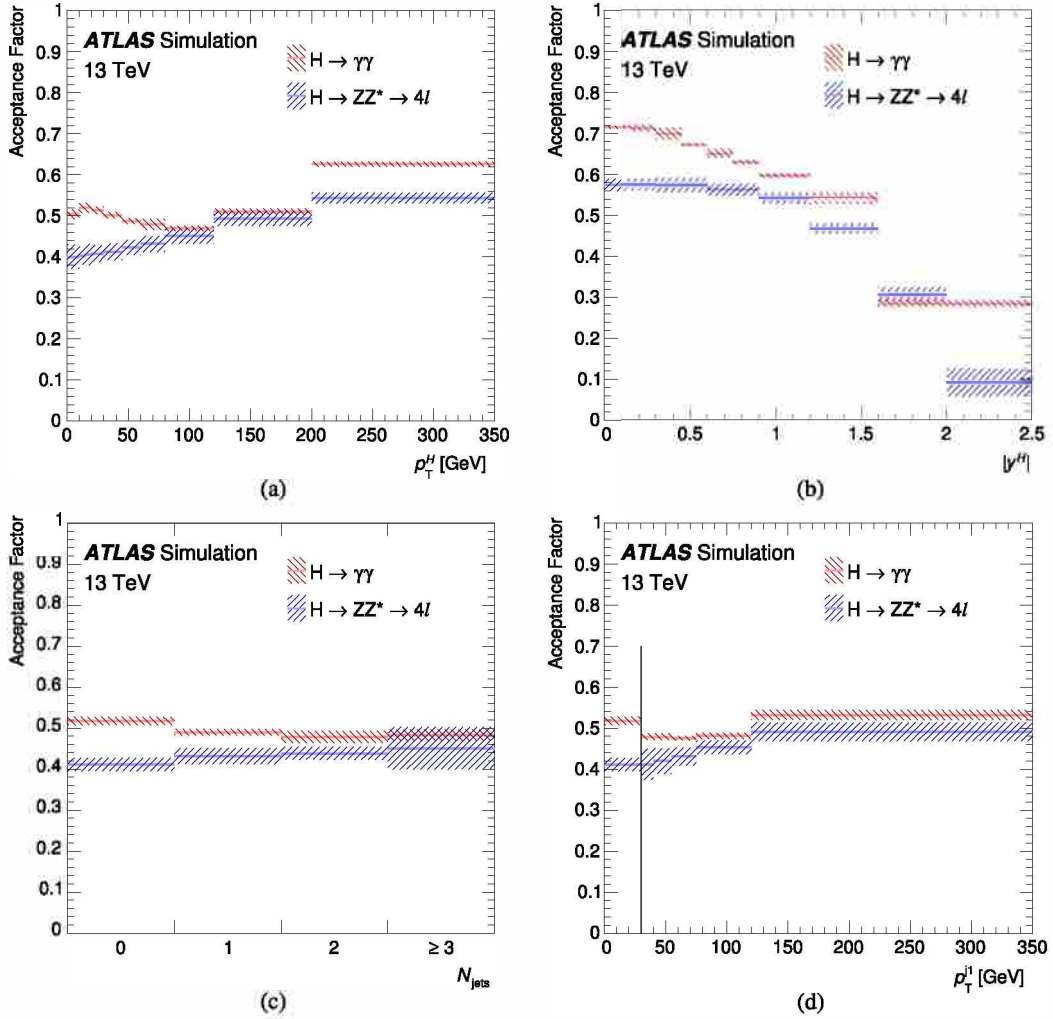 Acceptance Factor
1
0.9
0.8
0.7
0.6
0.5
0.4
0.3
0.2
0.1
0
ATLAS Simulation
13 TeV
H → γγ
H → ZZ* → 4l
0 50 100 150 200 250 300 350
p_T^H [GeV]
(a)
Acceptance Factor
1
0.9
0.8
0.7
0.6
0.5
0.4
0.3
0.2
0.1
0
ATLAS Simulation
13 TeV
H → γγ
H → ZZ* → 4l
0 0.5 1 1.5 2 2.5
|y^H|
(b)
Acceptance Factor
1
0.9
0.8
0.7
0.6
0.5
0.4
0.3
0.2
0.1
0
ATLAS Simulation
13 TeV
H → γγ
H → ZZ* → 4l
0 1 2 ≥ 3
N_jets
(c)
Acceptance Factor
1
0.9
0.8
0.7
0.6
0.5
0.4
0.3
0.2
0.1
0
ATLAS Simulation
13 TeV
H → γγ
H → ZZ* → 4l
0 50 100 150 200 250 300 350
p_T^j1 [GeV]
(d)